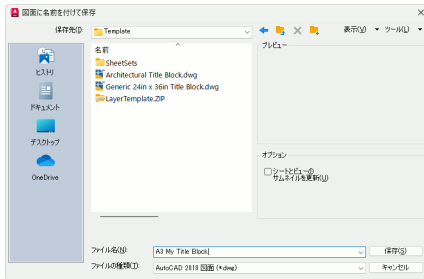 図面に名前を付けて保存
保存先(I): Template 表示(V) ツール(L)
名前
SheetSets
Architectural Title Block.dwg
Generic 24in x 36in Title Block.dwg
LayerTemplate.ZIP
ヒストリ
ドキュメント
デスクトップ
OneDrive
プレビュー
オプション
シートとビューの
サムネイルを更新(U)
ファイル名(N): A3 My Title Block 保存(S)
ファイルの種類(T): AutoCAD 2018 図面 (*.dwg) キャンセル